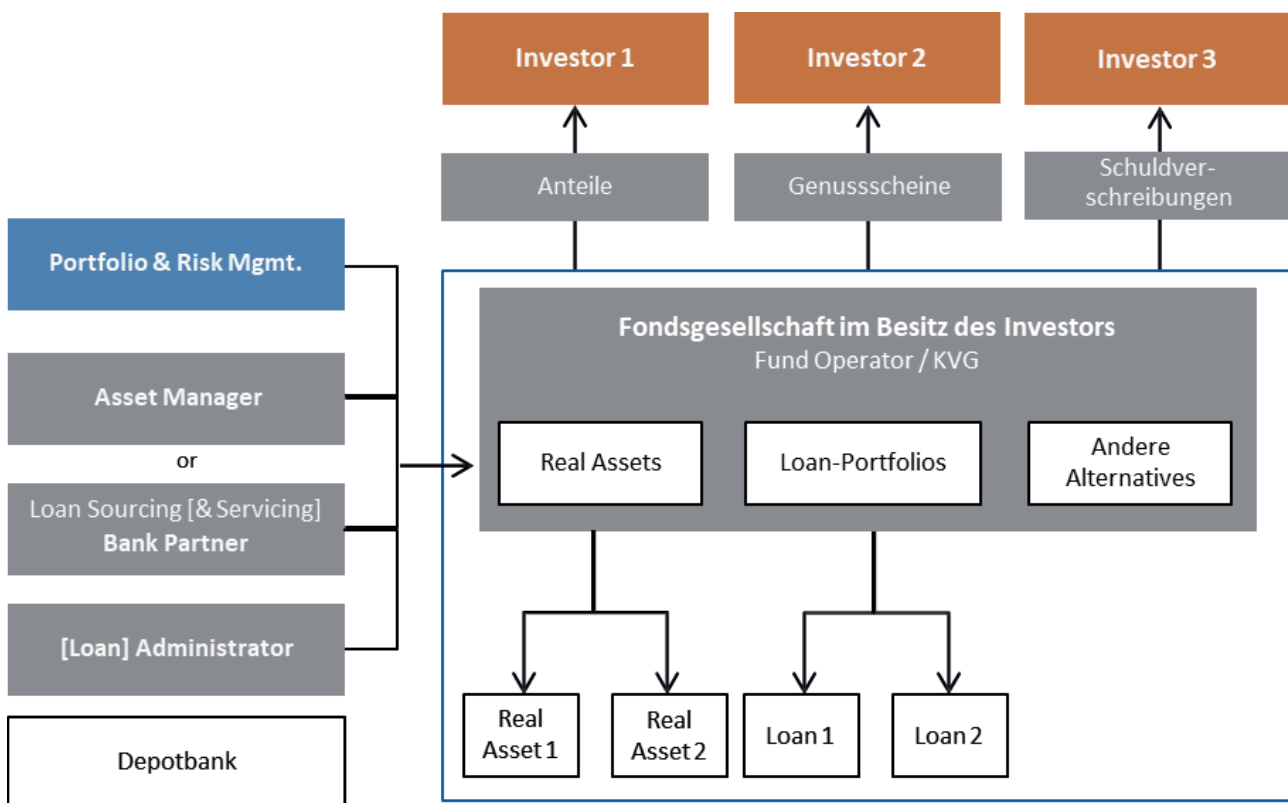 Investor 1
Investor 2
Investor 3
Anteile
Genussscheine
Schuldver-
schreibungen
Portfolio & Risk Mgmt.
Asset Manager
or
Loan Sourcing [& Servicing]
Bank Partner
[Loan] Administrator
Depotbank
Fondsgesellschaft im Besitz des Investors
Fund Operator / KVG
Real Assets
Loan-Portfolios
Andere
Alternatives
Real
Asset 1
Real
Asset 2
Loan 1
Loan 2